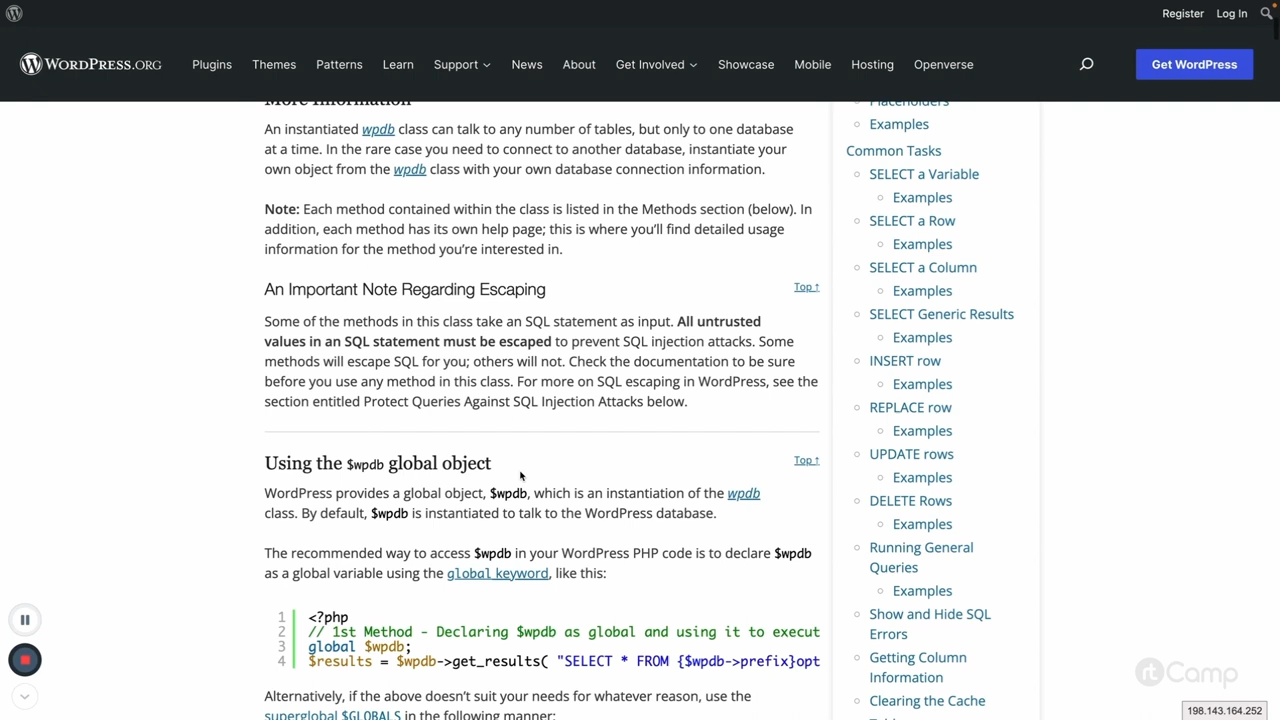 Register Log In
WORDPRESS.ORG Plugins Themes Patterns Learn Support News About Get Involved Showcase Mobile Hosting Openverse Get WordPress
More Information
An instantiated wpdb class can talk to any number of tables, but only to one database
at a time. In the rare case you need to connect to another database, instantiate your
own object from the wpdb class with your own database connection information.
Note: Each method contained within the class is listed in the Methods section (below). In
addition, each method has its own help page; this is where you’ll find detailed usage
information for the method you’re interested in.
An Important Note Regarding Escaping
Top ↑
Some of the methods in this class take an SQL statement as input. All untrusted
values in an SQL statement must be escaped to prevent SQL injection attacks. Some
methods will escape SQL for you; others will not. Check the documentation to be sure
before you use any method in this class. For more on SQL escaping in WordPress, see the
section entitled Protect Queries Against SQL Injection Attacks below.
Using the $wpdb global object
Top ↑
WordPress provides a global object, $wpdb, which is an instantiation of the wpdb
class. By default, $wpdb is instantiated to talk to the WordPress database.
The recommended way to access $wpdb in your WordPress PHP code is to declare $wpdb
as a global variable using the global keyword, like this:
1 <?php
2 // 1st Method - Declaring $wpdb as global and using it to execut
3 global $wpdb;
4 $results = $wpdb->get_results( "SELECT * FROM {$wpdb->prefix}opt
Alternatively, if the above doesn’t suit your needs for whatever reason, use the
superglobal $GLOBALS in the following manner:
Placeholders
Examples
Common Tasks
SELECT a Variable
Examples
SELECT a Row
Examples
SELECT a Column
Examples
SELECT Generic Results
Examples
INSERT row
Examples
REPLACE row
Examples
UPDATE rows
Examples
DELETE Rows
Examples
Running General
Queries
Examples
Show and Hide SQL
Errors
Getting Column
Information
Clearing the Cache
rtCamp
198.143.164.252